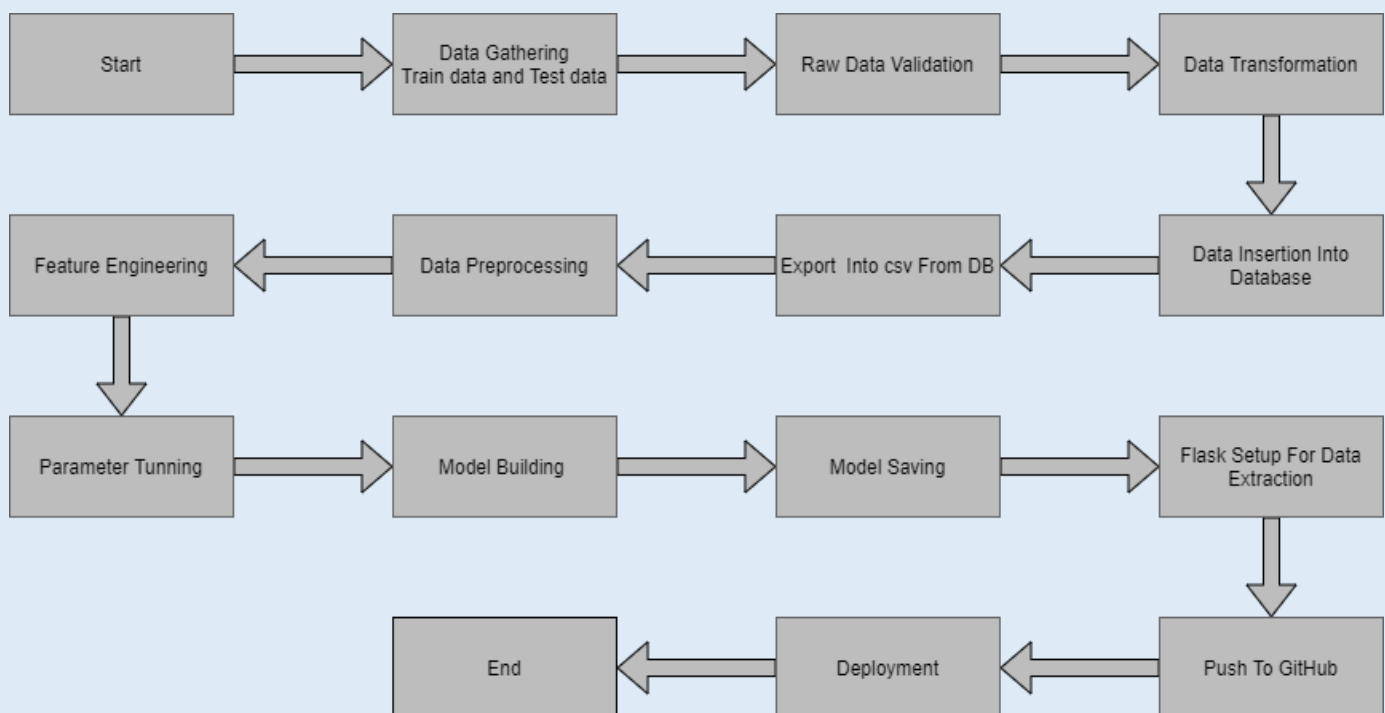 Start
Data Gathering
Train data and Test data
Raw Data Validation
Data Transformation
Data Insertion Into
Database
Export  Into csv From DB
Data Preprocessing
Feature Engineering
Parameter Tunning
Model Building
Model Saving
Flask Setup For Data
Extraction
Push To GitHub
Deployment
End